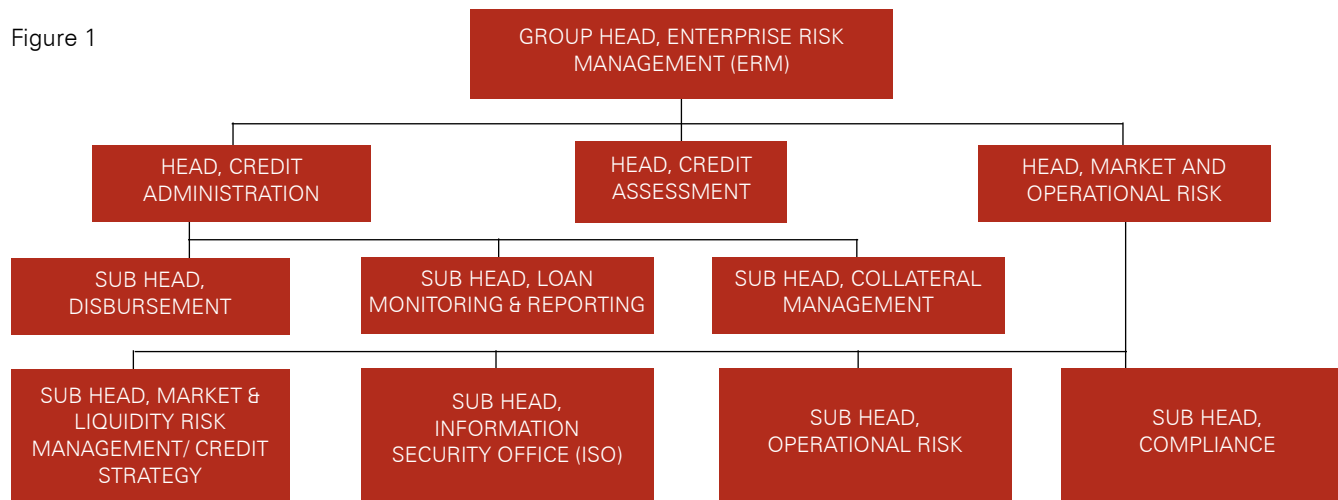 Figure 1
GROUP HEAD, ENTERPRISE RISK
MANAGEMENT (ERM)
HEAD, CREDIT
ADMINISTRATION
HEAD, CREDIT
ASSESSMENT
HEAD, MARKET AND
OPERATIONAL RISK
SUB HEAD,
DISBURSEMENT
SUB HEAD, LOAN
MONITORING & REPORTING
SUB HEAD, COLLATERAL
MANAGEMENT
SUB HEAD, MARKET &
LIQUIDITY RISK
MANAGEMENT/ CREDIT
STRATEGY
SUB HEAD,
INFORMATION
SECURITY OFFICE (ISO)
SUB HEAD,
OPERATIONAL RISK
SUB HEAD,
COMPLIANCE